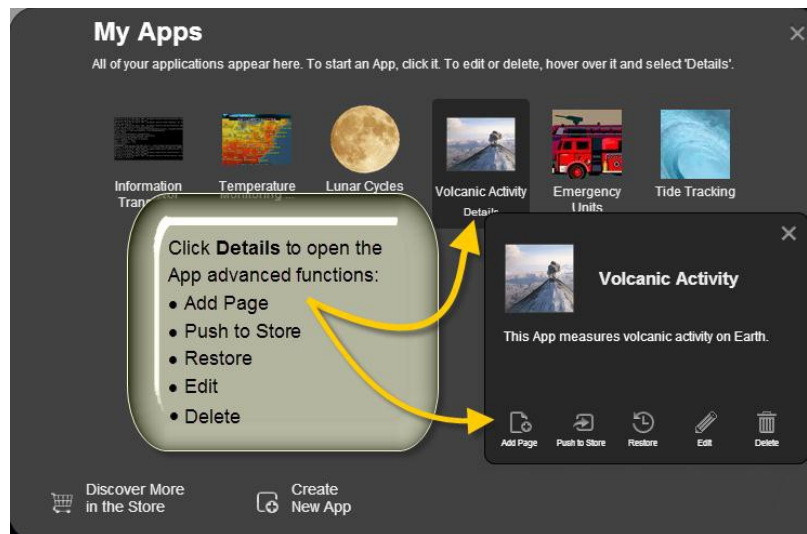 My Apps
All of your applications appear here. To start an App, click it. To edit or delete, hover over it and select 'Details'.
Information
Temperature
Lunar Cycles
Volcanic Activity
Details
Emergency
Units
Tide Tracking
Click Details to open the
App advanced functions:
• Add Page
• Push to Store
• Restore
• Edit
• Delete
Volcanic Activity
This App measures volcanic activity on Earth.
Add Page
Push to Store
Restore
Edit
Delete
Discover More
in the Store
Create
New App